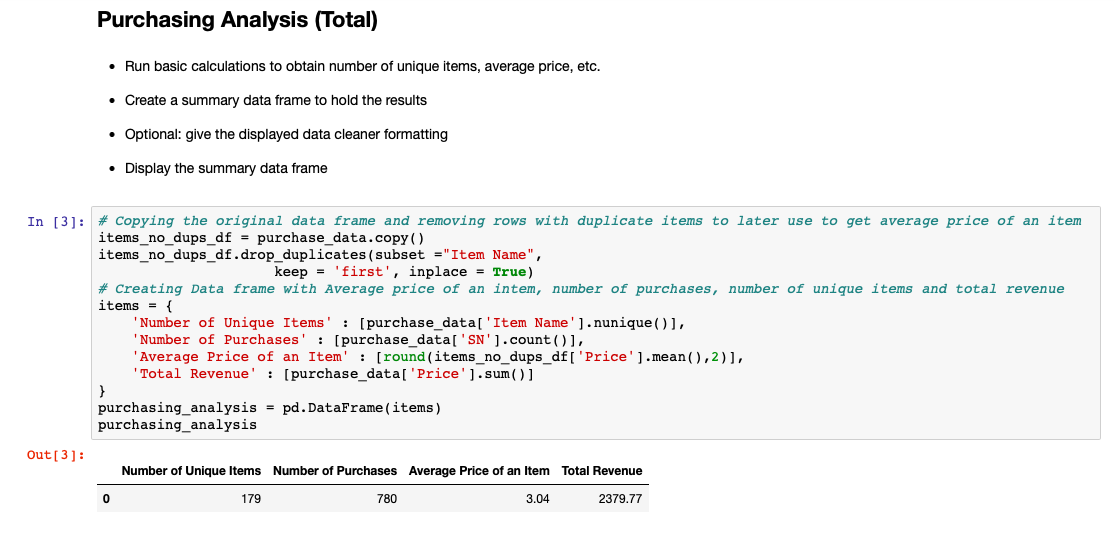 Purchasing Analysis (Total)
• Run basic calculations to obtain number of unique items, average price, etc.
• Create a summary data frame to hold the results
• Optional: give the displayed data cleaner formatting
• Display the summary data frame
In [3]: # Copying the original data frame and removing rows with duplicate items to later use to get average price of an item
items_no_dups_df = purchase_data.copy()
items_no_dups_df.drop_duplicates(subset ="Item Name",
                     keep = 'first', inplace = True)
# Creating Data frame with Average price of an intem, number of purchases, number of unique items and total revenue
items = {
    'Number of Unique Items' : [purchase_data['Item Name'].nunique()],
    'Number of Purchases' : [purchase_data['SN'].count()],
    'Average Price of an Item' : [round(items_no_dups_df['Price'].mean(),2)],
    'Total Revenue' : [purchase_data['Price'].sum()]
}
purchasing_analysis = pd.DataFrame(items)
purchasing_analysis
Out[3]:
Number of Unique Items Number of Purchases Average Price of an Item Total Revenue
0 179 780 3.04 2379.77